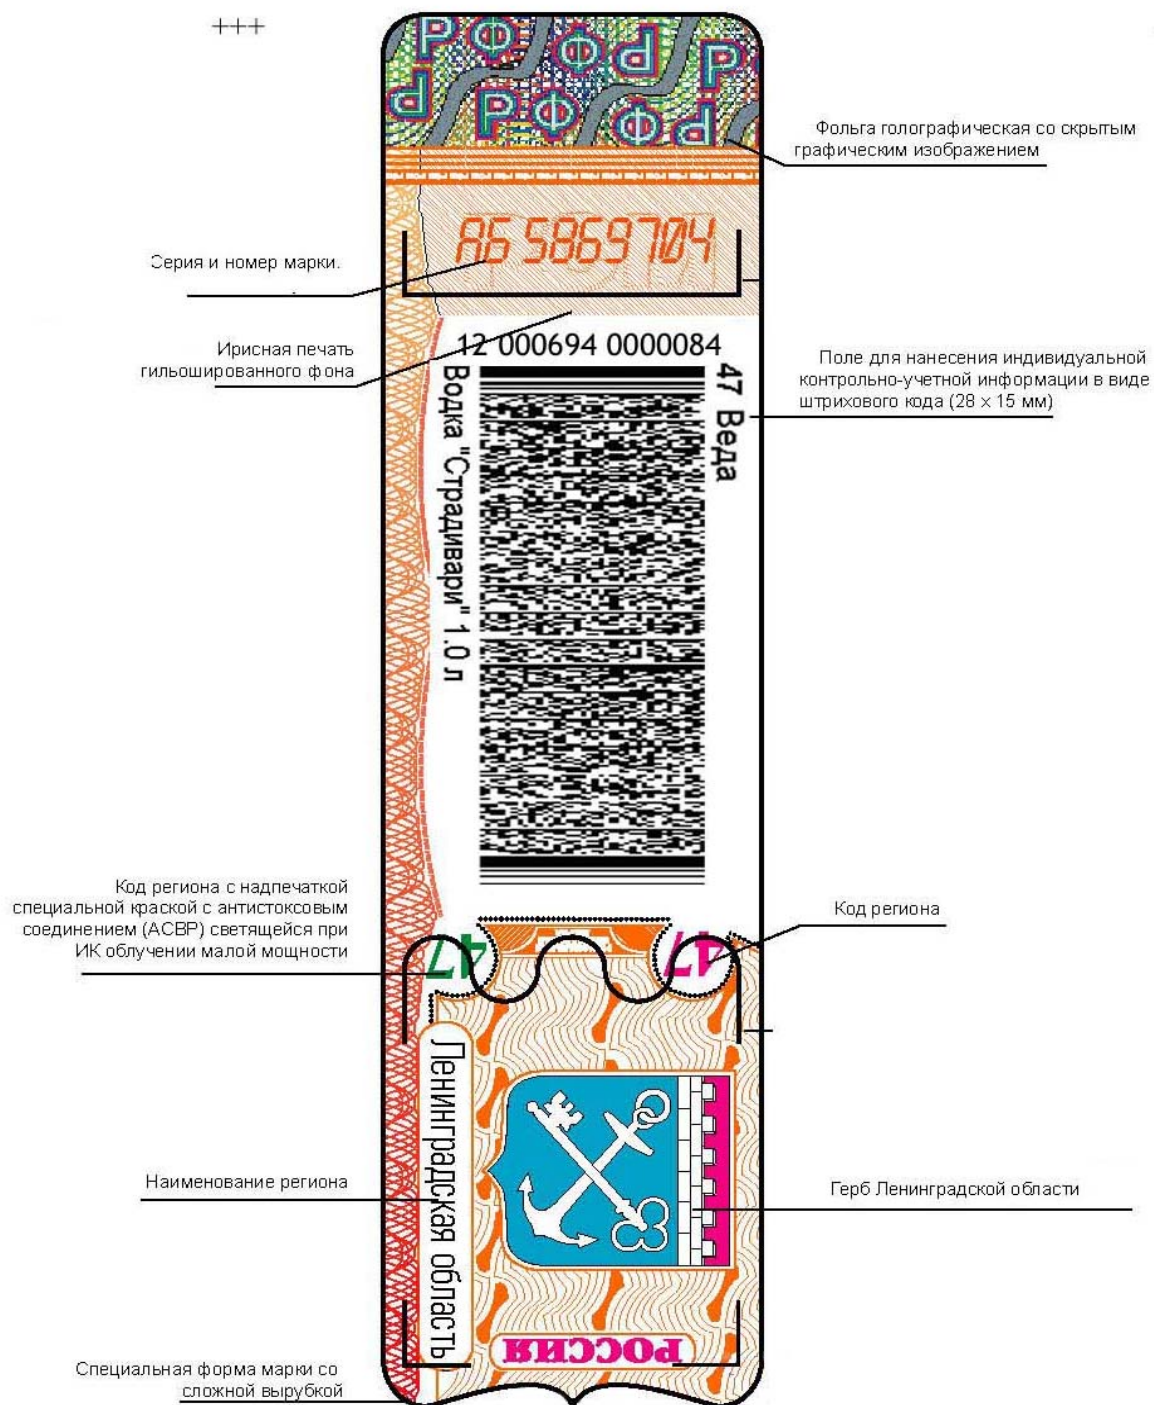 +++
Фольга голографическая со скрытым
графическим изображением
АБ 5869704
Серия и номер марки.
Ирисная печать
гильошированного фона
12 000694 0000084
Поле для нанесения индивидуальной
контрольно-учетной информации в виде
штрихового кода (28 х 15 мм)
47 Веда
Водка "Страдивари" 1.0 л
Код региона с надпечаткой
специальной краской с антистоксовым
соединением (АСВР) светящейся при
ИК облучении малой мощности
Код региона
47
47
Ленинградская область
Наименование региона
Герб Ленинградской области
РОССИЯ
Специальная форма марки со
сложной вырубкой